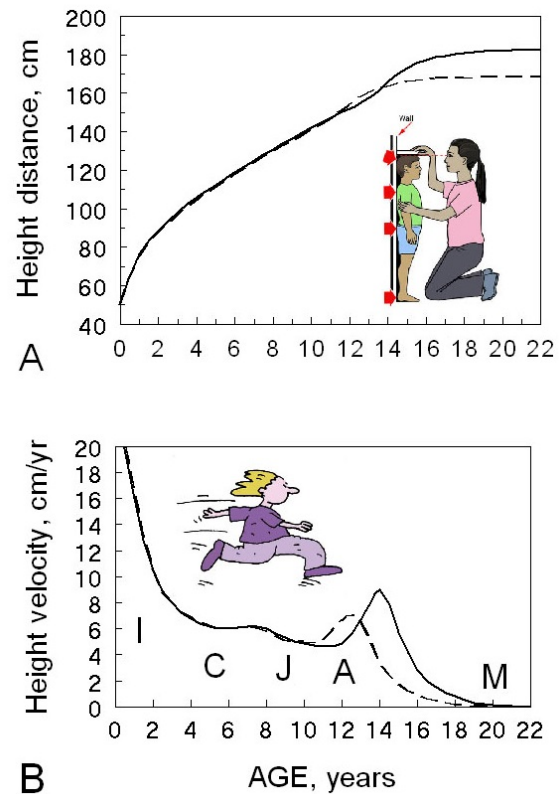 Height distance, cm
200
180
160
140
120
100
80
60
40
Wall
0 2 4 6 8 10 12 14 16 18 20 22
A
Height velocity, cm/yr
20
18
16
14
12
10
8
6
4
2
0
I C J A M
0 2 4 6 8 10 12 14 16 18 20 22
B
AGE, years